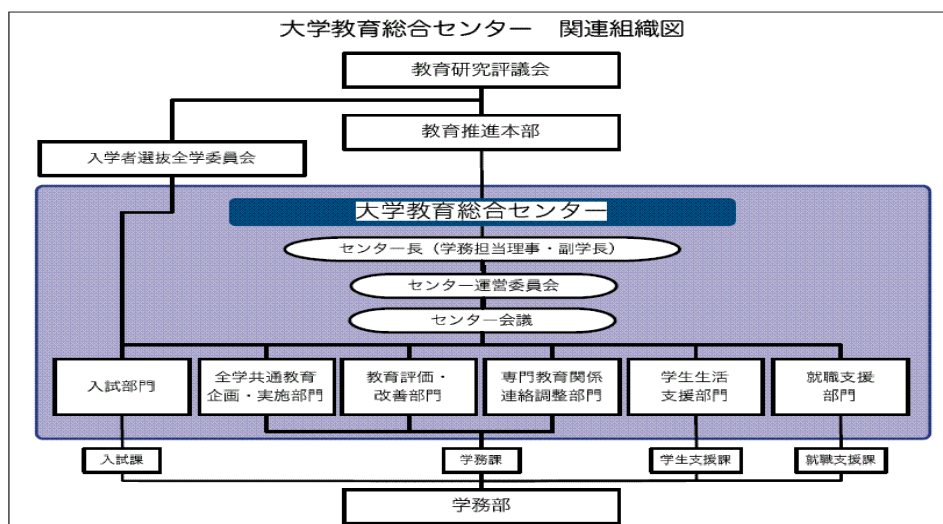 大学教育総合センター　関連組織図
教育研究評議会
教育推進本部
入学者選抜全学委員会
大学教育総合センター
センター長（学務担当理事・副学長）
センター運営委員会
センター会議
入試部門
全学共通教育
企画・実施部門
教育評価・
改善部門
専門教育関係
連絡調整部門
学生生活
支援部門
就職支援
部門
入試課
学務課
学生支援課
就職支援課
学務部